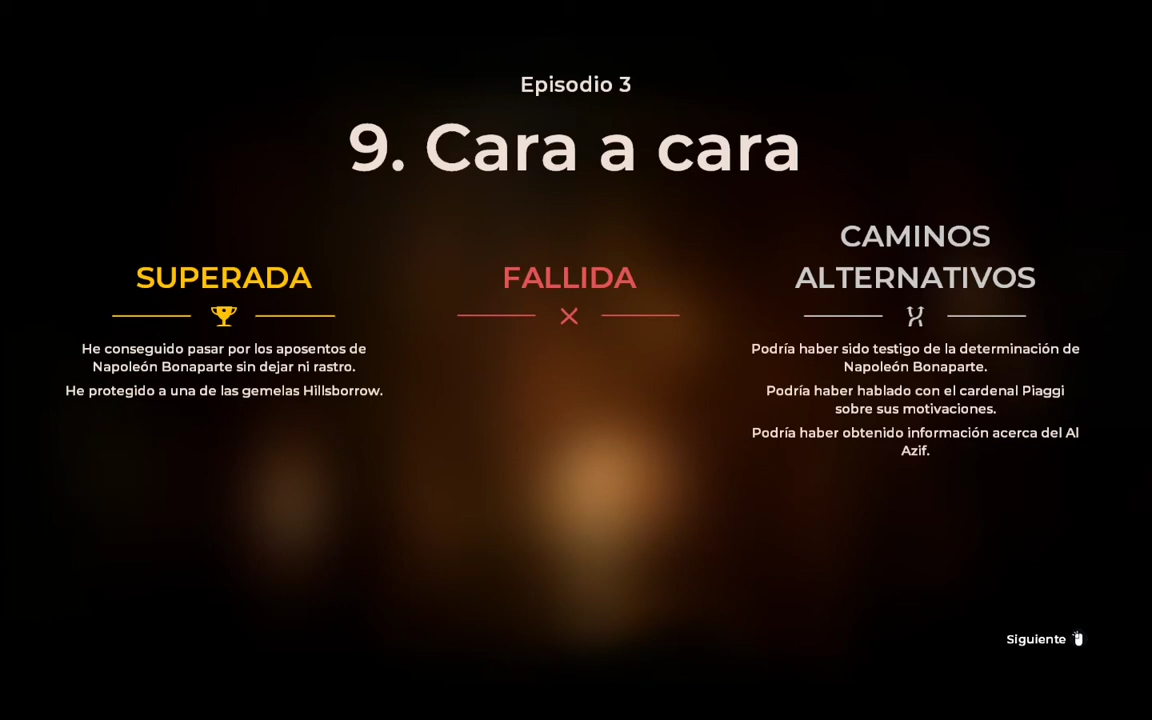 Episodio 3
9. Cara a cara
SUPERADA
He conseguido pasar por los aposentos de
Napoleón Bonaparte sin dejar ni rastro.
He protegido a una de las gemelas Hillsborrow.
FALLIDA
CAMINOS
ALTERNATIVOS
Podría haber sido testigo de la determinación de
Napoleón Bonaparte.
Podría haber hablado con el cardenal Piaggi
sobre sus motivaciones.
Podría haber obtenido información acerca del Al
Azif.
Siguiente